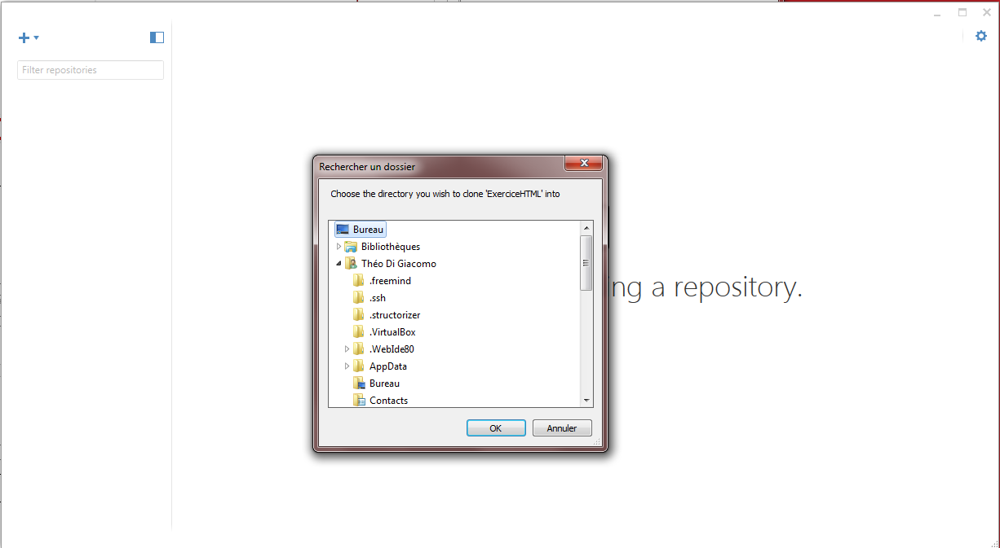 Filter repositories
Rechercher un dossier
Choose the directory you wish to clone 'ExerciceHTML' into
Bureau
Bibliothèques
Théo Di Giacomo
.freemind
.ssh
.structorizer
.VirtualBox
.WebIde80
AppData
Bureau
Contacts
OK Annuler
ing a repository.